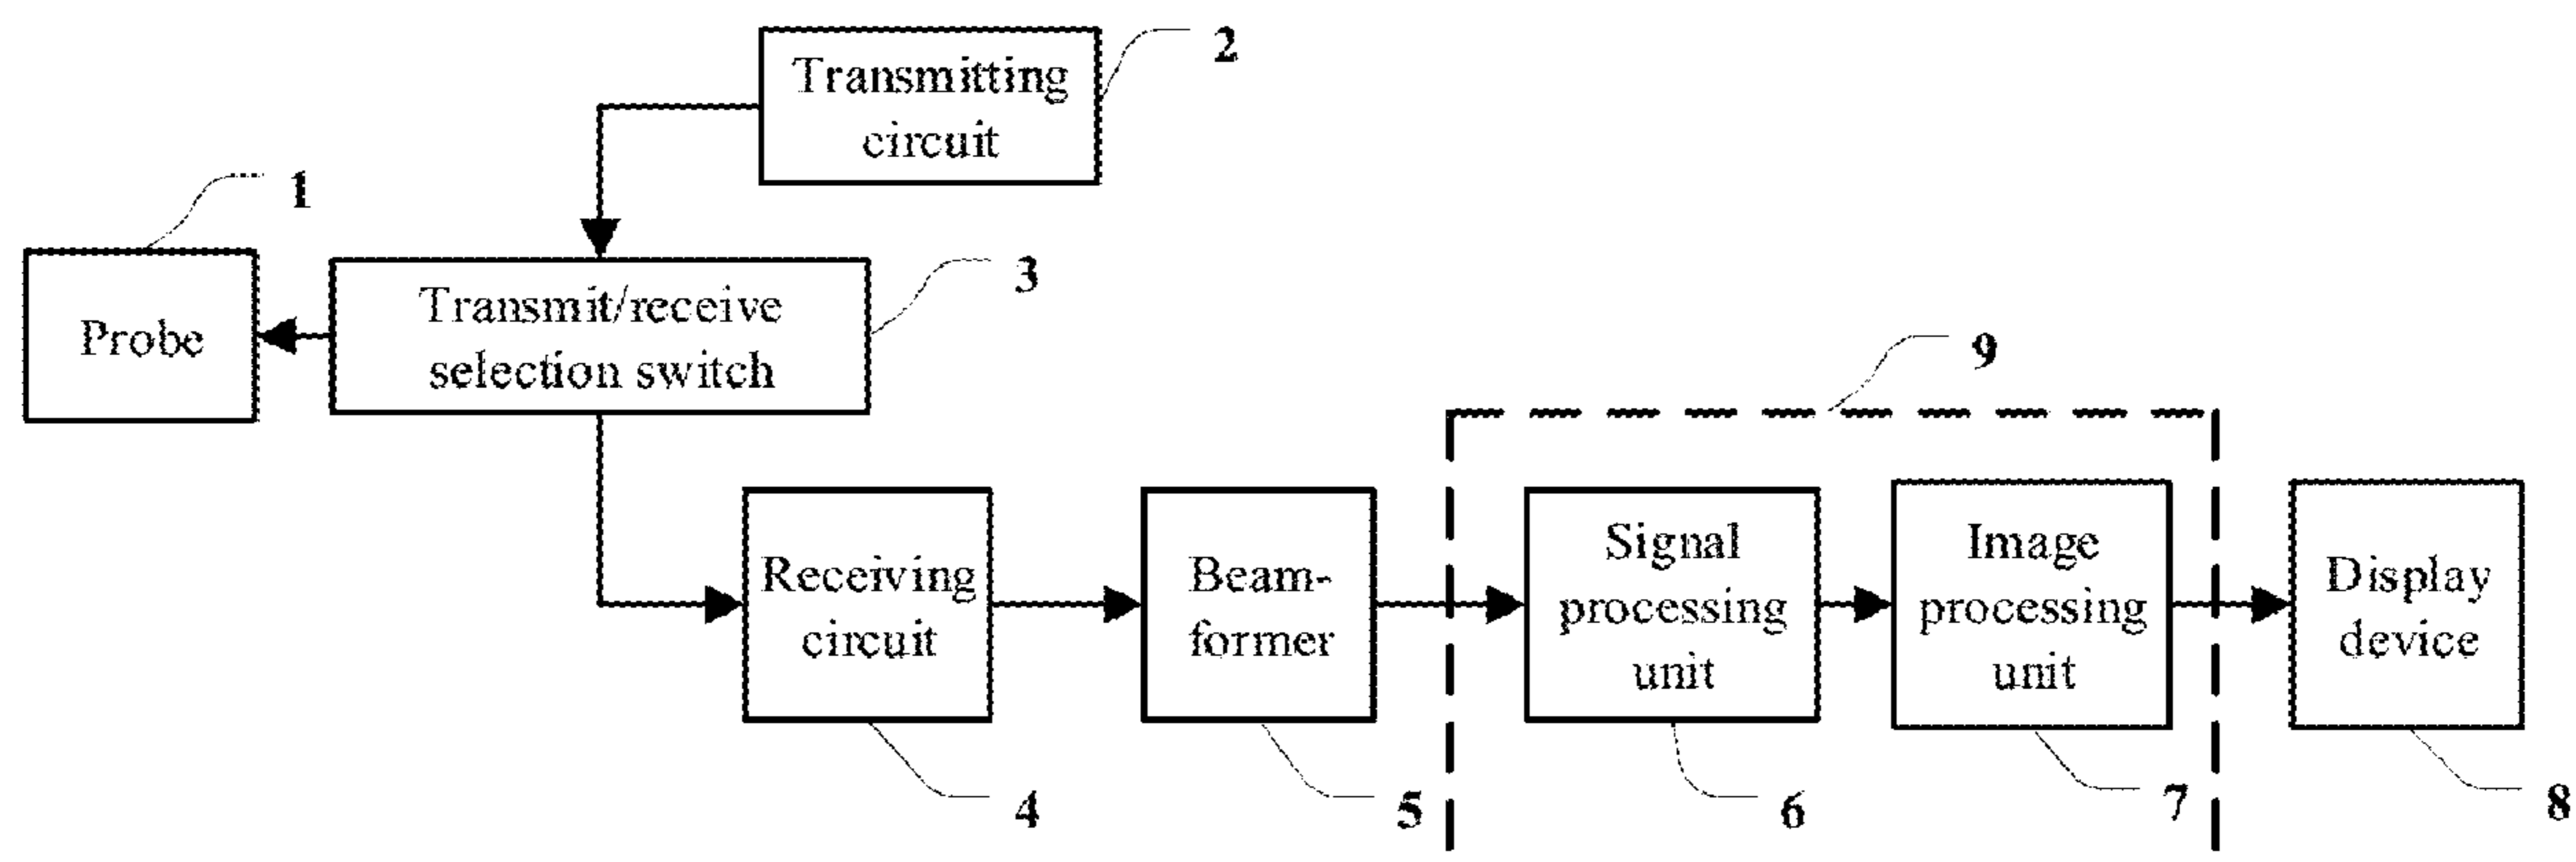 Transmitting
circuit
2
1
Probe
Transmit/receive
selection switch
3
9
Receiving
circuit
4
Beam-
former
5
Signal
processing
unit
6
Image
processing
unit
7
Display
device
8